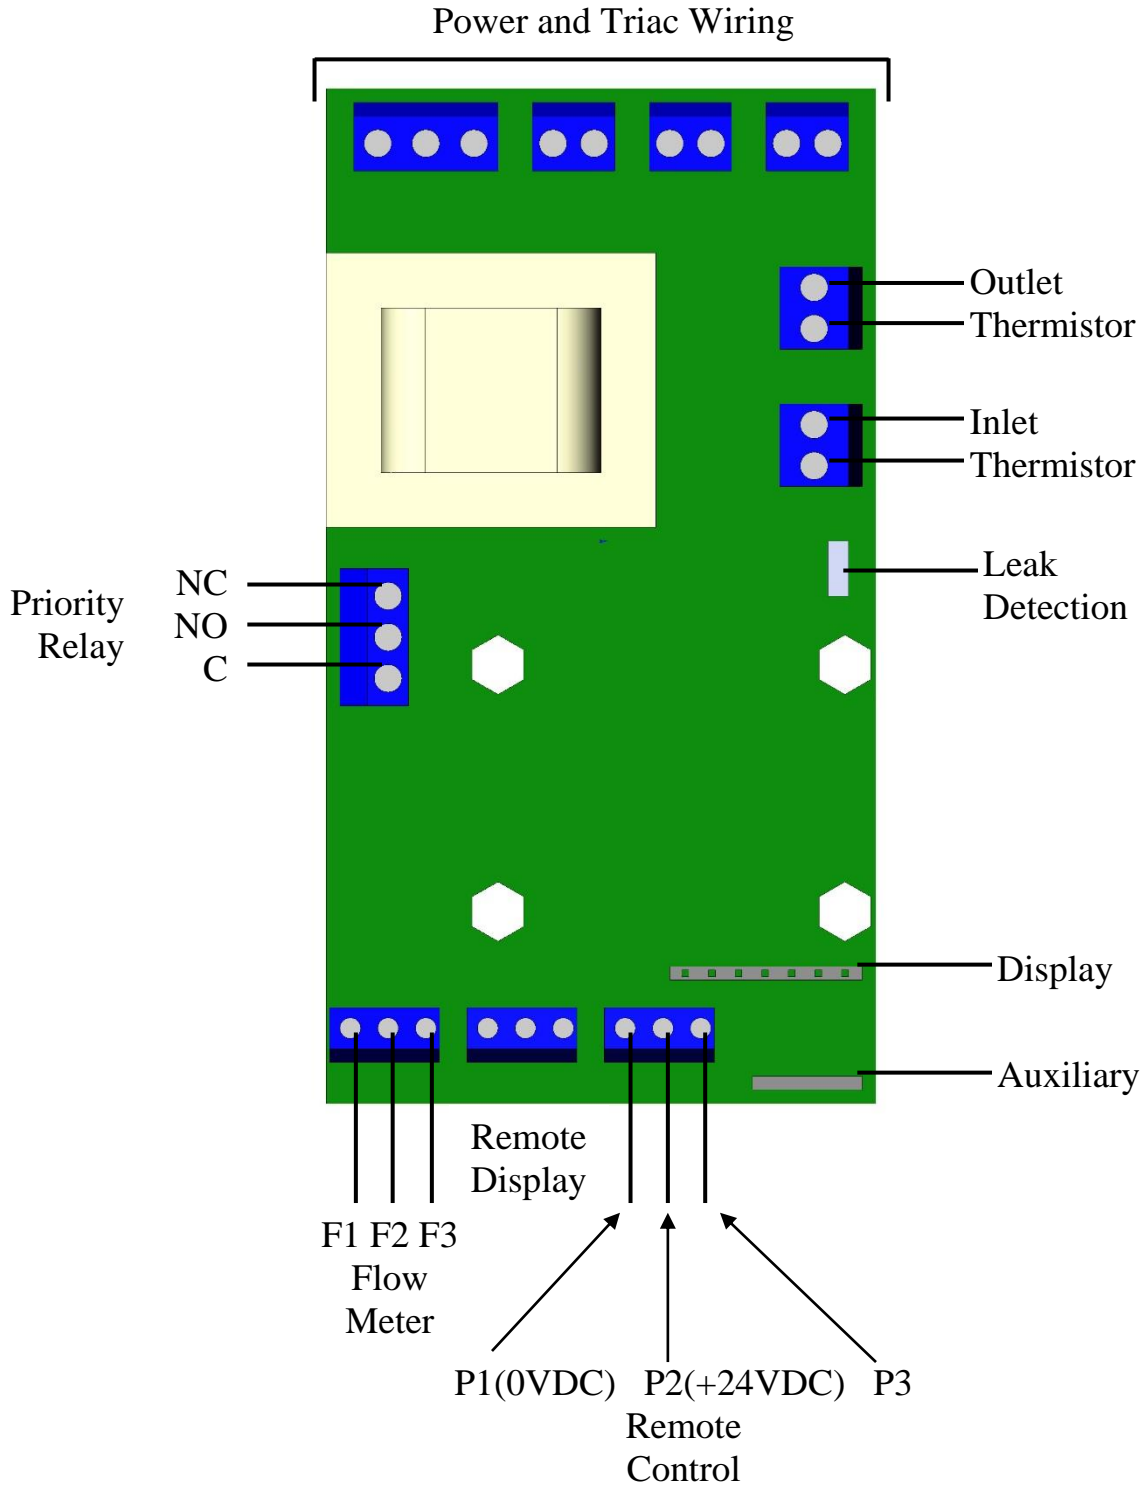 Power and Triac Wiring
Outlet
Thermistor
Inlet
Thermistor
Leak
Detection
Priority
Relay
NC
NO
C
Display
Auxiliary
Remote
Display
F1 F2 F3
Flow
Meter
P1(0VDC) P2(+24VDC) P3
Remote
Control